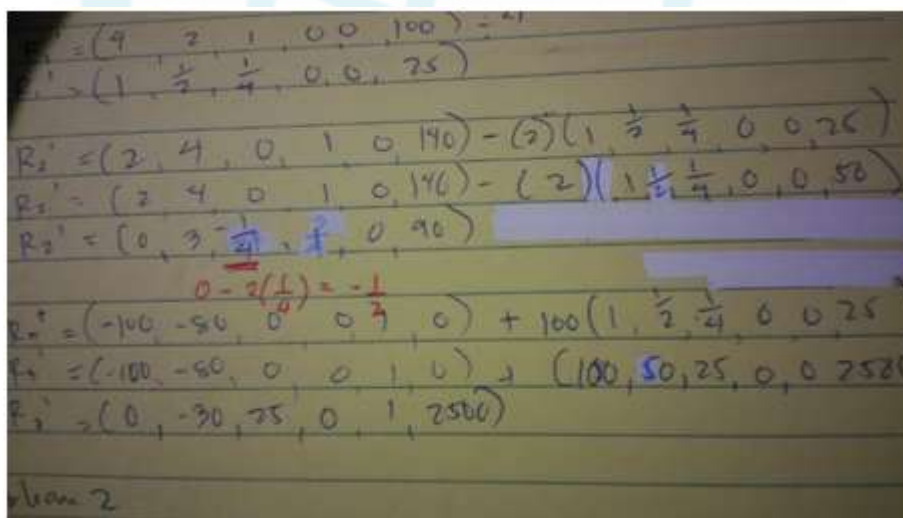 R₁' = (4, 2, 1, 0, 0, 100) ÷ 4
R₁' = (1, 1/2, 1/4, 0, 0, 25)
R₂' = (2, 4, 0, 1, 0, 140) - (2)(1, 1/2, 1/4, 0, 0, 25)
R₂' = (2, 4, 0, 1, 0, 140) - (2)(1, 1/2, 1/4, 0, 0, 50)
R₂' = (0, 3, -1/4, 0, 90)
0 - 2(1/4) = -1/2
= (-100, -80, 0, 0, 1, 0) + 100(1, 1/2, 1/4, 0, 0, 25
= (-100, -80, 0, 0, 1, 0) + (100, 50, 25, 0, 0, 2500
= (0, -30, 25, 0, 1, 2500)
2